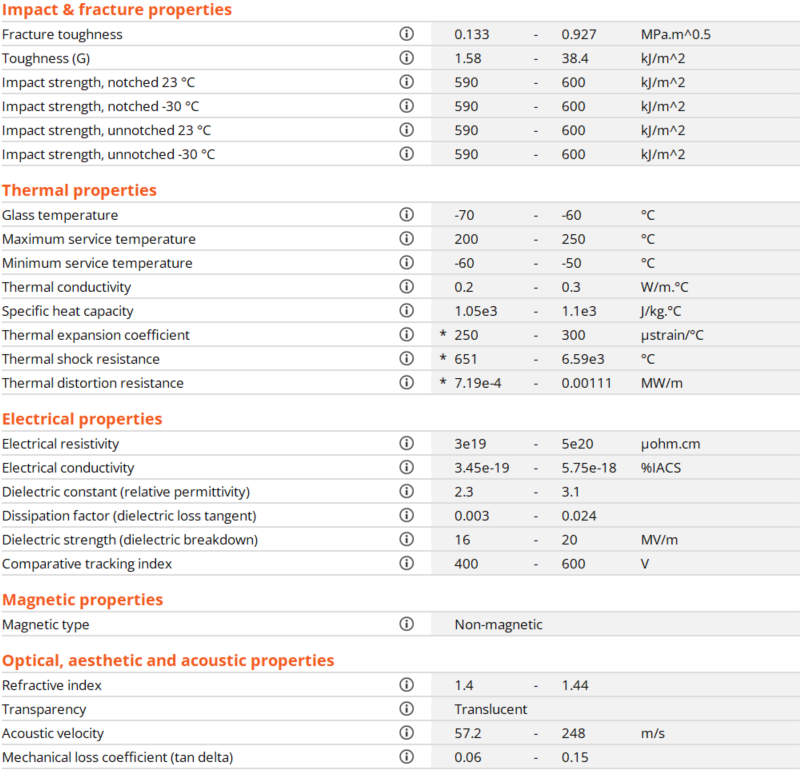 Impact & fracture properties
Fracture toughness ⓘ 0.133 - 0.927 MPa.m^0.5
Toughness (G) ⓘ 1.58 - 38.4 kJ/m^2
Impact strength, notched 23 °C ⓘ 590 - 600 kJ/m^2
Impact strength, notched -30 °C ⓘ 590 - 600 kJ/m^2
Impact strength, unnotched 23 °C ⓘ 590 - 600 kJ/m^2
Impact strength, unnotched -30 °C ⓘ 590 - 600 kJ/m^2
Thermal properties
Glass temperature ⓘ -70 - -60 °C
Maximum service temperature ⓘ 200 - 250 °C
Minimum service temperature ⓘ -60 - -50 °C
Thermal conductivity ⓘ 0.2 - 0.3 W/m.°C
Specific heat capacity ⓘ 1.05e3 - 1.1e3 J/kg.°C
Thermal expansion coefficient ⓘ * 250 - 300 µstrain/°C
Thermal shock resistance ⓘ * 651 - 6.59e3 °C
Thermal distortion resistance ⓘ * 7.19e-4 - 0.00111 MW/m
Electrical properties
Electrical resistivity ⓘ 3e19 - 5e20 µohm.cm
Electrical conductivity ⓘ 3.45e-19 - 5.75e-18 %IACS
Dielectric constant (relative permittivity) ⓘ 2.3 - 3.1
Dissipation factor (dielectric loss tangent) ⓘ 0.003 - 0.024
Dielectric strength (dielectric breakdown) ⓘ 16 - 20 MV/m
Comparative tracking index ⓘ 400 - 600 V
Magnetic properties
Magnetic type ⓘ Non-magnetic
Optical, aesthetic and acoustic properties
Refractive index ⓘ 1.4 - 1.44
Transparency ⓘ Translucent
Acoustic velocity ⓘ 57.2 - 248 m/s
Mechanical loss coefficient (tan delta) ⓘ 0.06 - 0.15